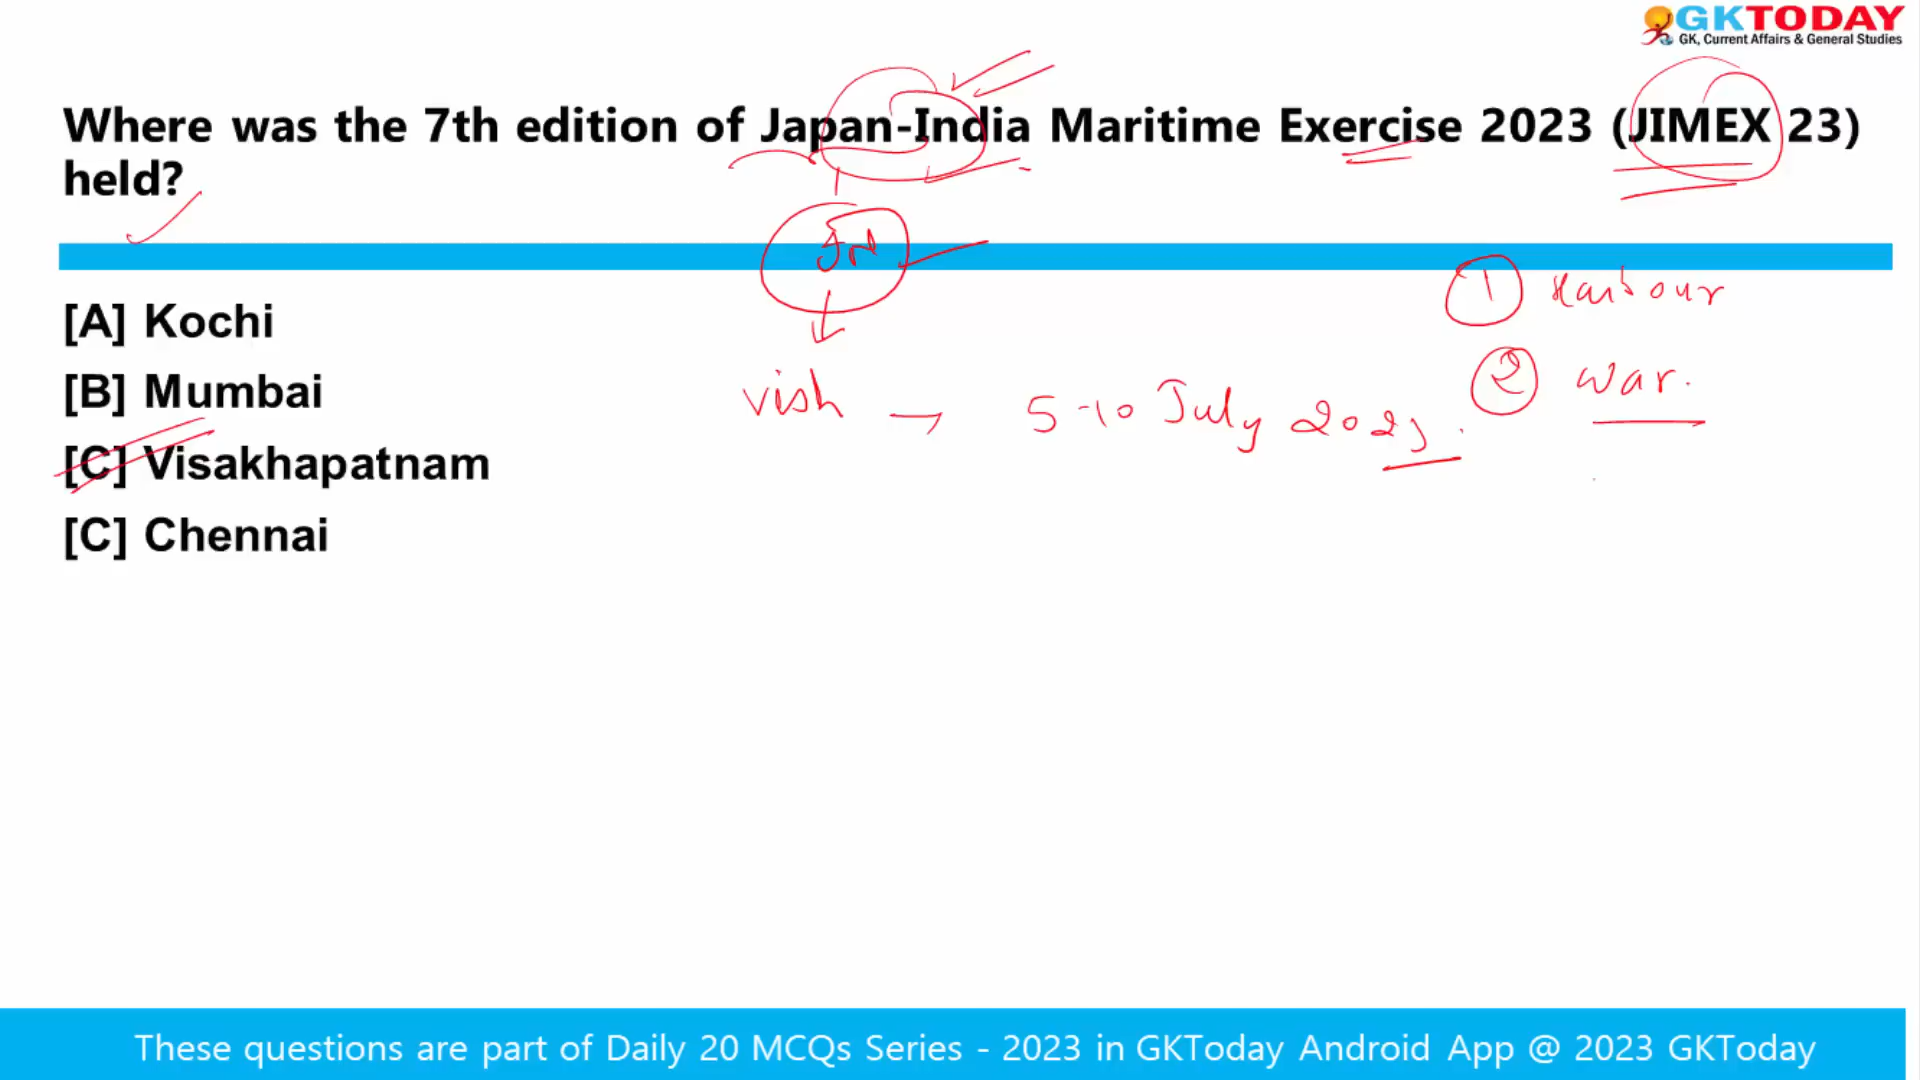 GKTODAY
GK, Current Affairs & General Studies
Where was the 7th edition of Japan-India Maritime Exercise 2023 (JIMEX 23)
held?
Ind
1 Harbour
[A] Kochi
2 war.
[B] Mumbai
vish → 5-10 July 2023.
[C] Visakhapatnam
[C] Chennai
These questions are part of Daily 20 MCQs Series - 2023 in GKToday Android App @ 2023 GKToday